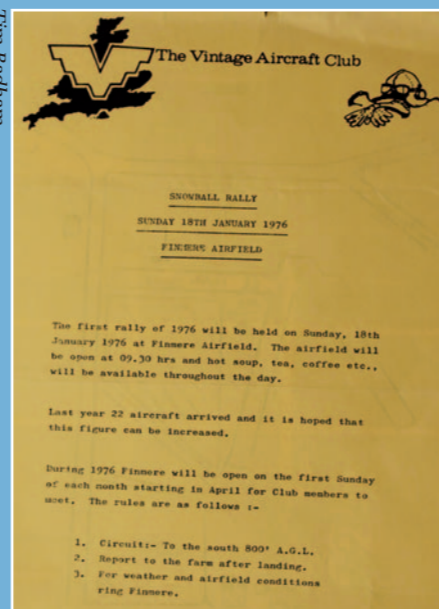 The Vintage Aircraft Club
SNOWBALL RALLY
SUNDAY 18TH JANUARY 1976
FINMERE AIRFIELD
The first rally of 1976 will be held on Sunday, 18th
January 1976 at Finmere Airfield. The airfield will
be open at 09.30 hrs and hot soup, tea, coffee etc.,
will be available throughout the day.
Last year 22 aircraft arrived and it is hoped that
this figure can be increased.
During 1976 Finmere will be open on the first Sunday
of each month starting in April for Club members to
meet. The rules are as follows :-
1. Circuit:- To the south 800' A.G.L.
2. Report to the farm after landing.
3. For weather and airfield conditions
ring Finmore.